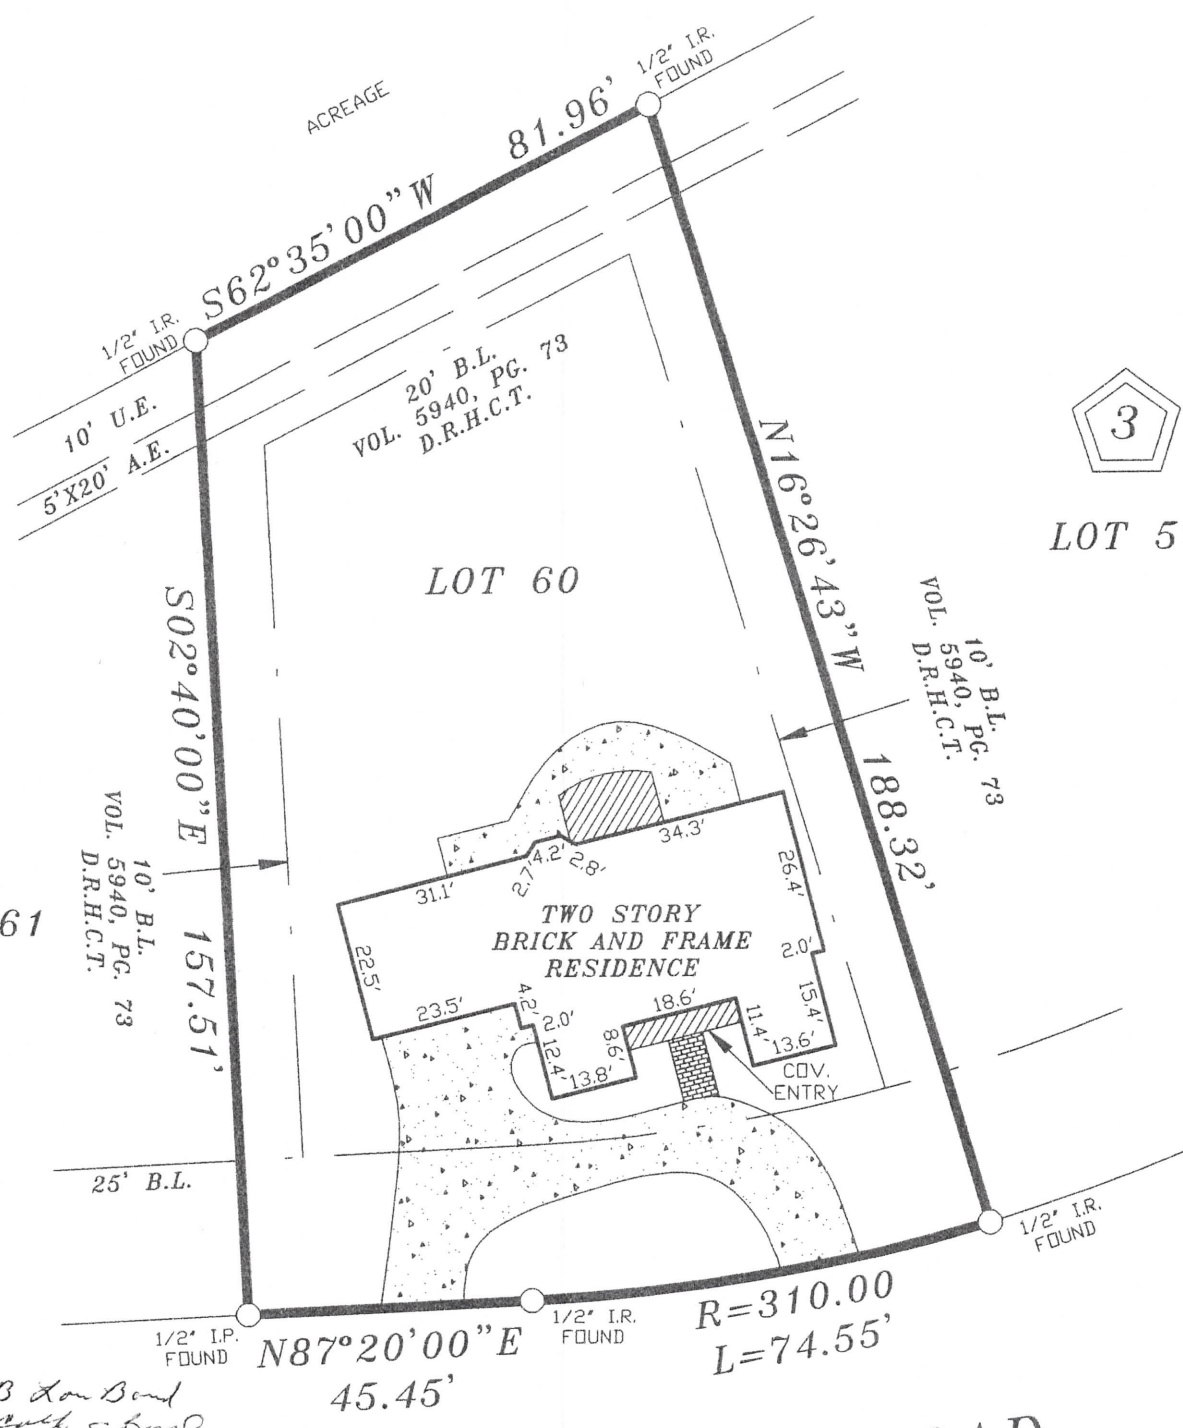 1/2" I.R.
FOUND
ACREAGE
81.96'
S62°35'00"W
1/2" I.R.
FOUND
10' U.E.
5'X20' A.E.
20' B.L.
VOL. 5940, PG. 73
D.R.H.C.T.
3
LOT 5
N16°26'43"W
188.32'
LOT 60
S02°40'00"E
157.51'
10' B.L.
VOL. 5940, PG. 73
D.R.H.C.T.
10' B.L.
VOL. 5940, PG. 73
D.R.H.C.T.
61
34.3'
4.2'
2.7'
2.8'
31.1'
26.4'
TWO STORY
BRICK AND FRAME
RESIDENCE
22.5'
2.0'
23.5'
4.2'
2.0'
18.6'
15.4'
11.4'
8.6'
12.4'
13.8'
13.6'
COV.
ENTRY
25' B.L.
1/2" I.R.
FOUND
1/2" I.P.
FOUND
1/2" I.R.
FOUND
N87°20'00"E
45.45'
R=310.00
L=74.55'